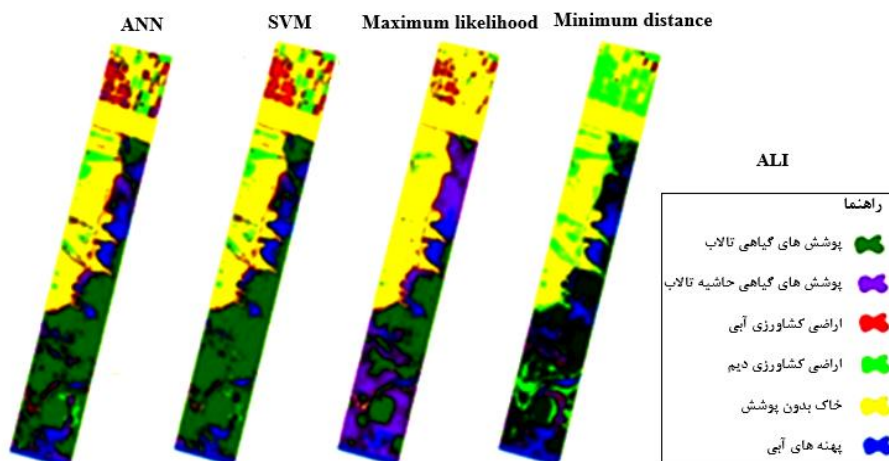 ANN
SVM
Maximum likelihood
Minimum distance
ALI
راهنما
پوشش های گیاهی تالاب
پوشش های گیاهی حاشیه تالاب
اراضی کشاورزی آبی
اراضی کشاورزی دیم
خاک بدون پوشش
پهنه های آبی